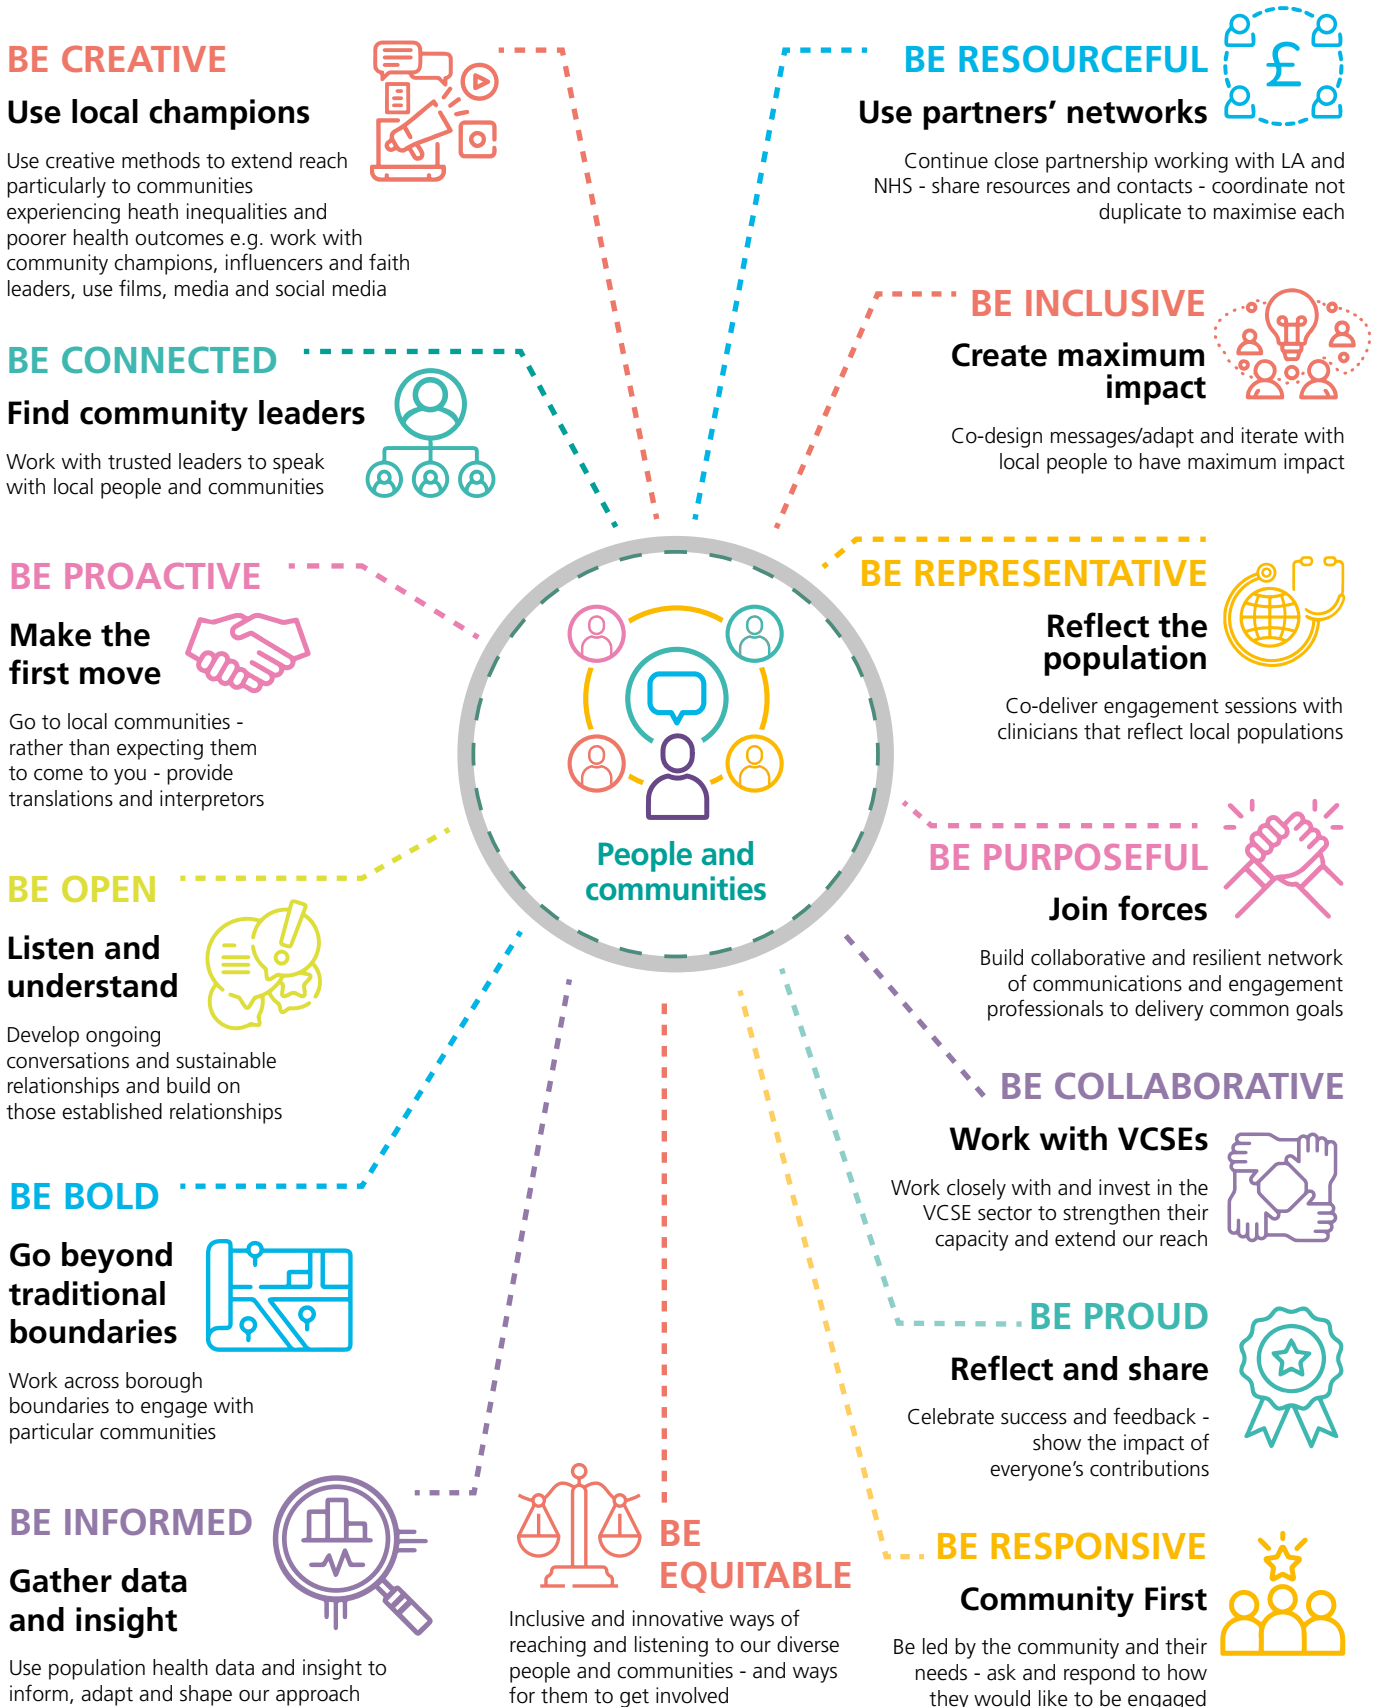 BE CREATIVE
Use local champions
Use creative methods to extend reach
particularly to communities
experiencing heath inequalities and
poorer health outcomes e.g. work with
community champions, influencers and faith
leaders, use films, media and social media
BE CONNECTED
Find community leaders
Work with trusted leaders to speak
with local people and communities
BE PROACTIVE
Make the
first move
Go to local communities -
rather than expecting them
to come to you - provide
translations and interpretors
BE OPEN
Listen and
understand
Develop ongoing
conversations and sustainable
relationships and build on
those established relationships
BE BOLD
Go beyond
traditional
boundaries
Work across borough
boundaries to engage with
particular communities
BE INFORMED
Gather data
and insight
Use population health data and insight to
inform, adapt and shape our approach
People and
communities
BE
EQUITABLE
Inclusive and innovative ways of
reaching and listening to our diverse
people and communities - and ways
for them to get involved
BE RESOURCEFUL
£
Use partners’ networks
Continue close partnership working with LA and
NHS - share resources and contacts - coordinate not
duplicate to maximise each
BE INCLUSIVE
Create maximum
impact
Co-design messages/adapt and iterate with
local people to have maximum impact
BE REPRESENTATIVE
Reflect the
population
Co-deliver engagement sessions with
clinicians that reflect local populations
BE PURPOSEFUL
Join forces
Build collaborative and resilient network
of communications and engagement
professionals to delivery common goals
BE COLLABORATIVE
Work with VCSEs
Work closely with and invest in the
VCSE sector to strengthen their
capacity and extend our reach
BE PROUD
Reflect and share
Celebrate success and feedback -
show the impact of
everyone’s contributions
BE RESPONSIVE
Community First
Be led by the community and their
needs - ask and respond to how
they would like to be engaged